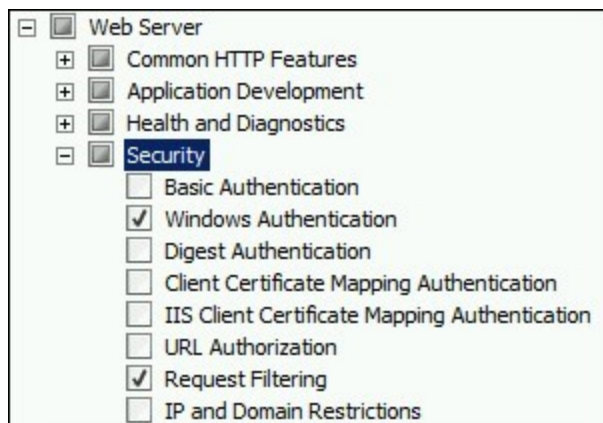 Web Server
Common HTTP Features
Application Development
Health and Diagnostics
Security
Basic Authentication
Windows Authentication
Digest Authentication
Client Certificate Mapping Authentication
IIS Client Certificate Mapping Authentication
URL Authorization
Request Filtering
IP and Domain Restrictions